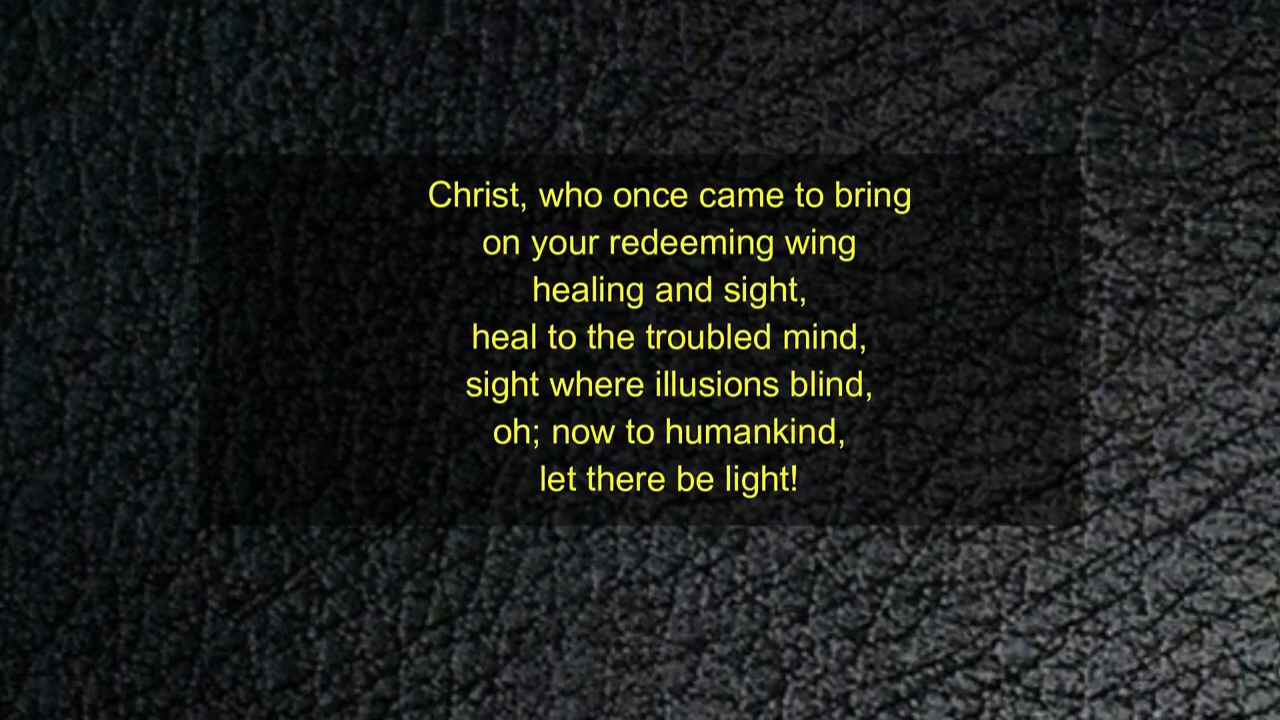 Christ, who once came to bring
on your redeeming wing
healing and sight,
heal to the troubled mind,
sight where illusions blind,
oh; now to humankind,
let there be light!